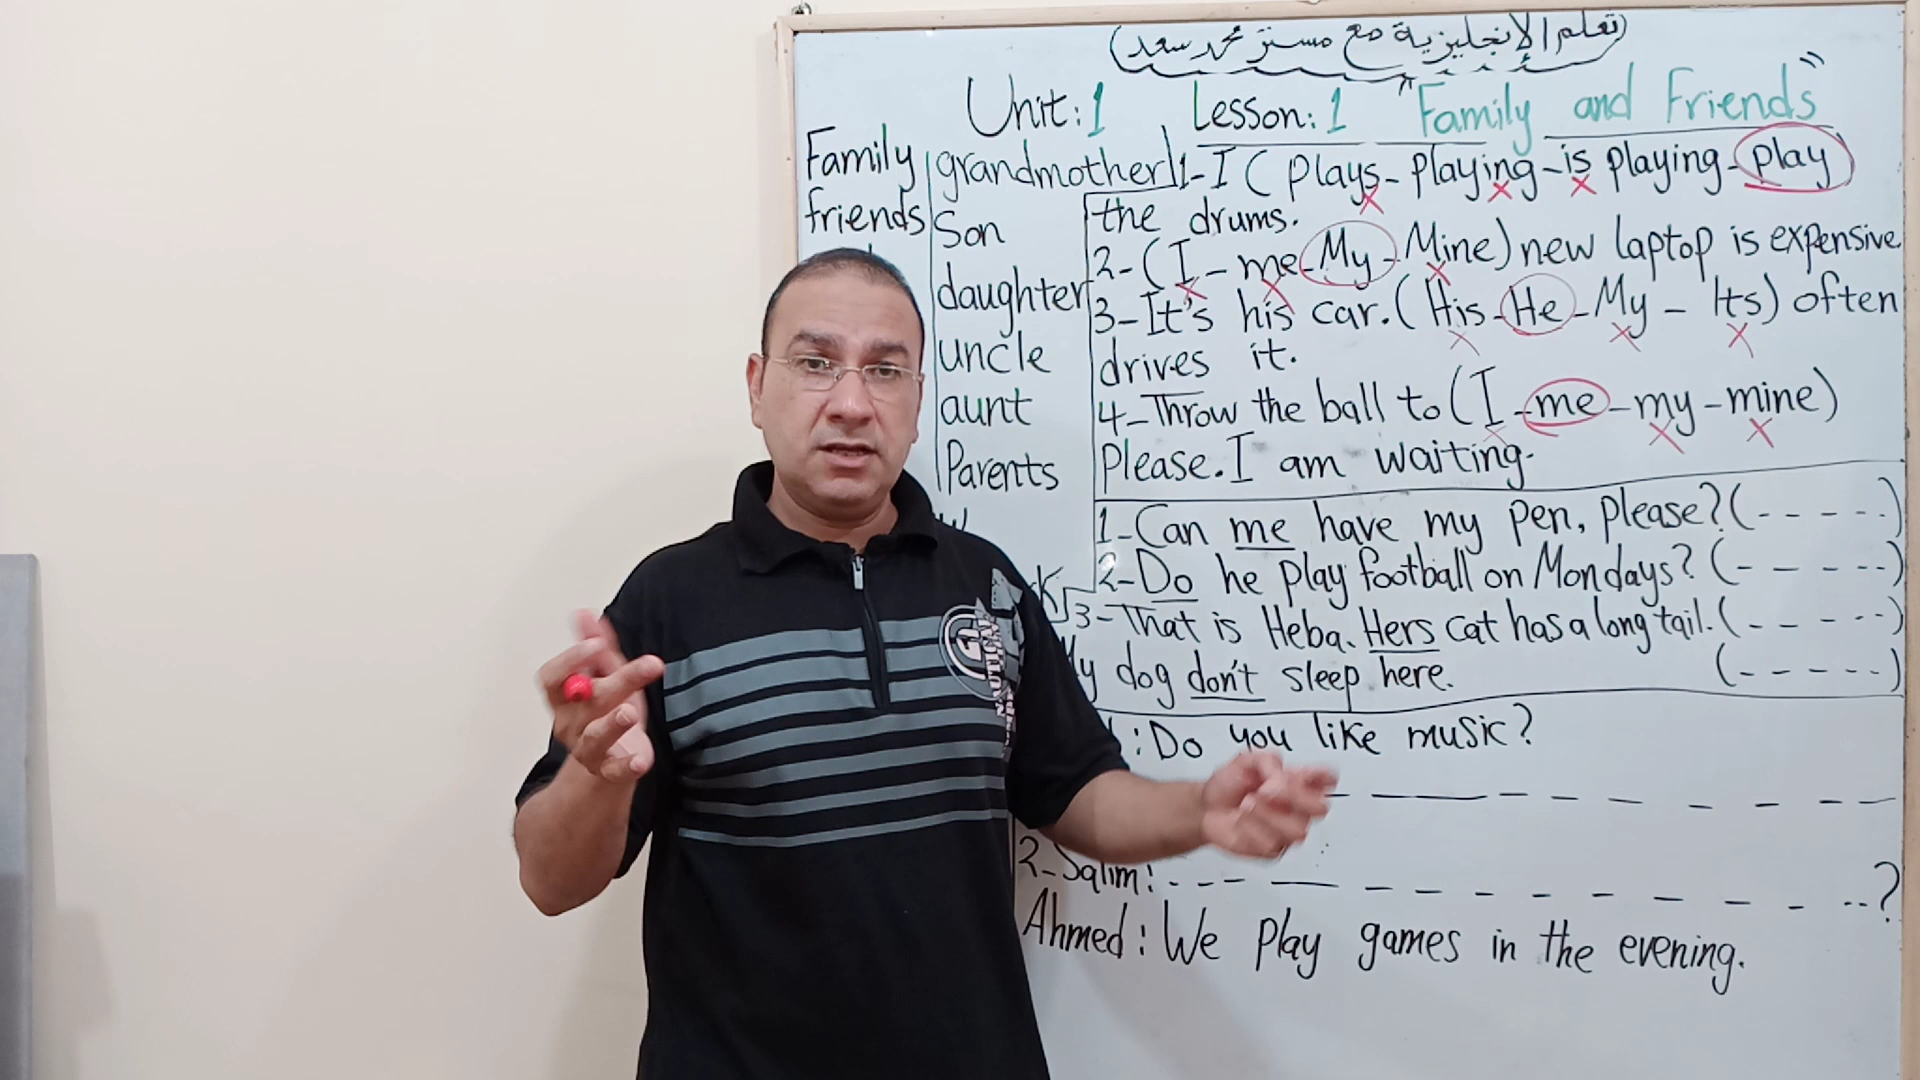 (تعلم الإنجليزية مع مستر محمد سعد)
Unit: 1 Lesson: 1 "Family and Friends"
Family
friends
grandmother
Son
daughter
uncle
aunt
Parents
1-I ( plays - playing - is playing - play
the drums.
2- (I - me - My - Mine) new laptop is expensive.
3- It's his car. (His - He - My - Its) often
drives it.
4- Throw the ball to (I - me - my - mine)
Please. I am waiting.
1- Can me have my pen, please? (- - - - -)
2- Do he play football on Mondays? (- - - - -)
3- That is Heba. Hers cat has a long tail. (- - - - -)
dog don't sleep here. (- - - - -)
: Do you like music?
2- Salim: - - - - - - - - - - - - ?
Ahmed: We play games in the evening.